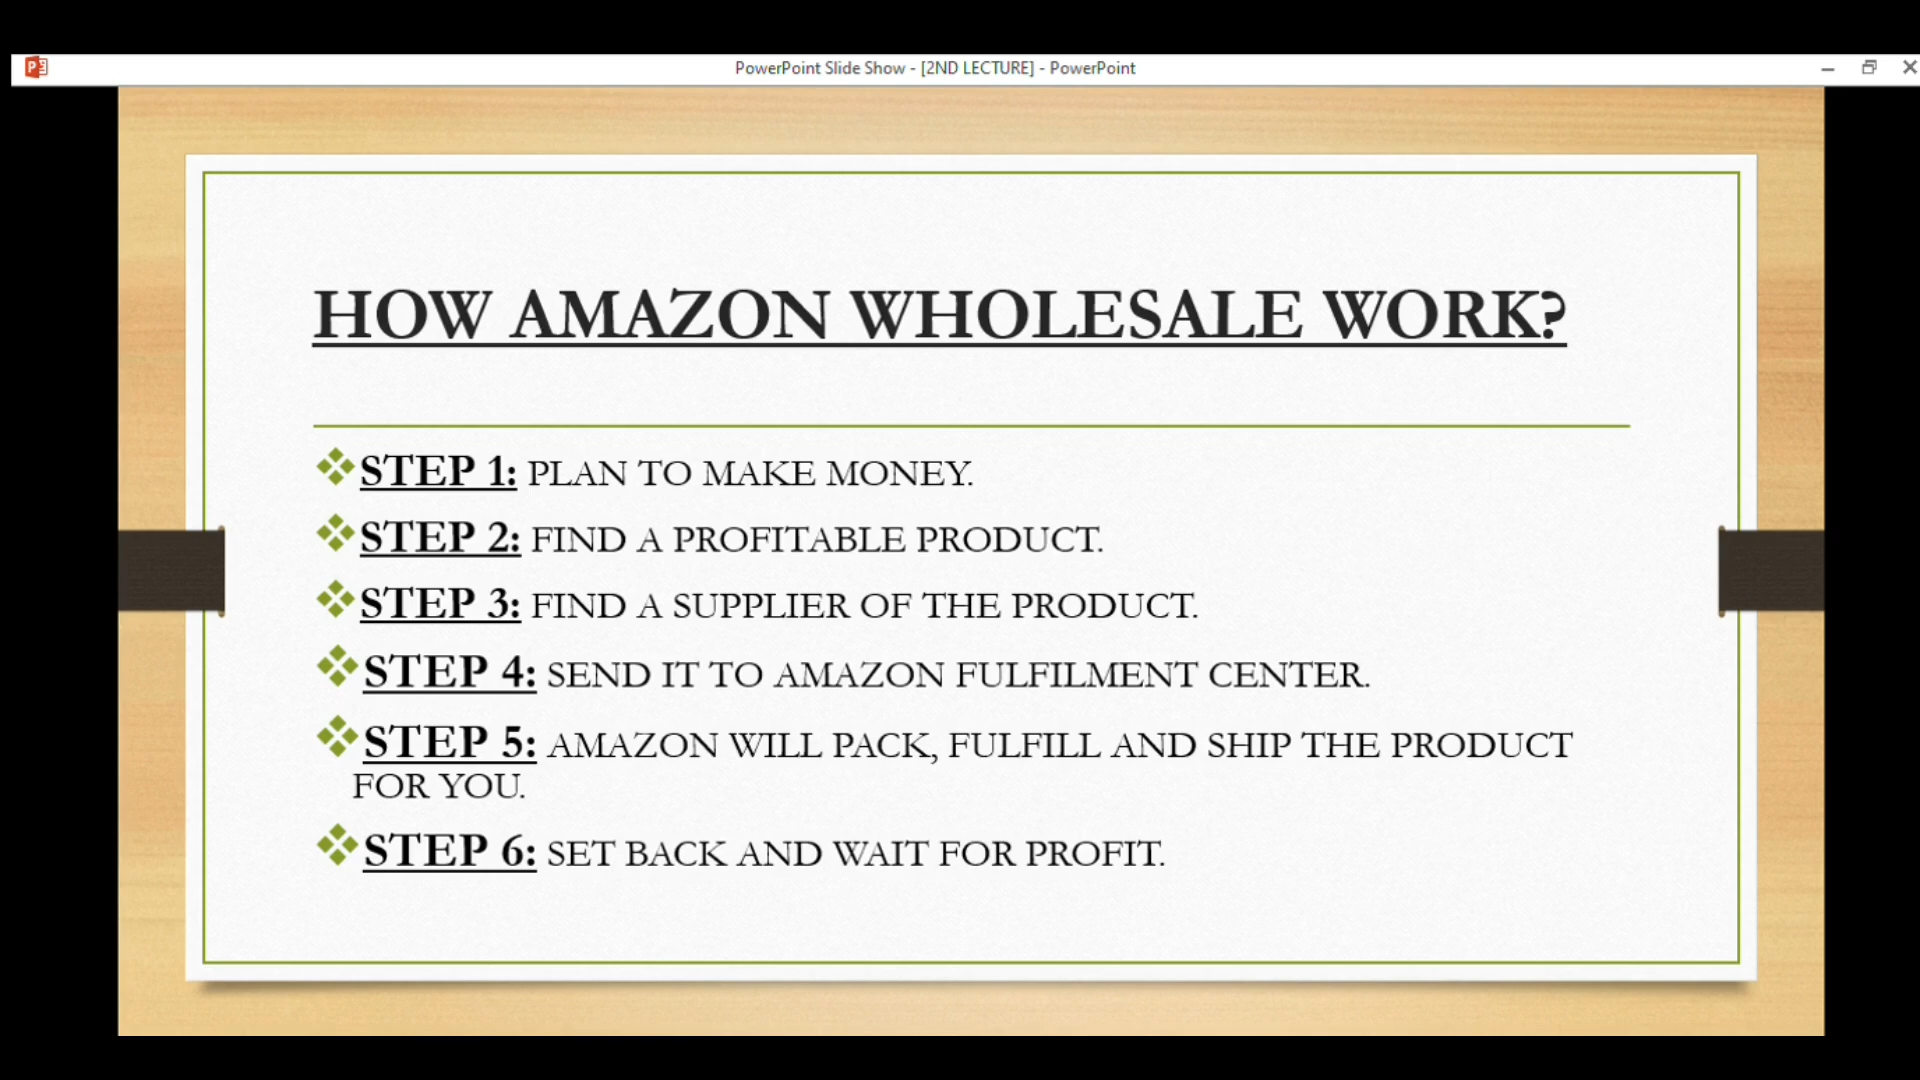 PowerPoint Slide Show - [2ND LECTURE] - PowerPoint
HOW AMAZON WHOLESALE WORK?
STEP 1: PLAN TO MAKE MONEY.
STEP 2: FIND A PROFITABLE PRODUCT.
STEP 3: FIND A SUPPLIER OF THE PRODUCT.
STEP 4: SEND IT TO AMAZON FULFILMENT CENTER.
STEP 5: AMAZON WILL PACK, FULFILL AND SHIP THE PRODUCT
FOR YOU.
STEP 6: SET BACK AND WAIT FOR PROFIT.